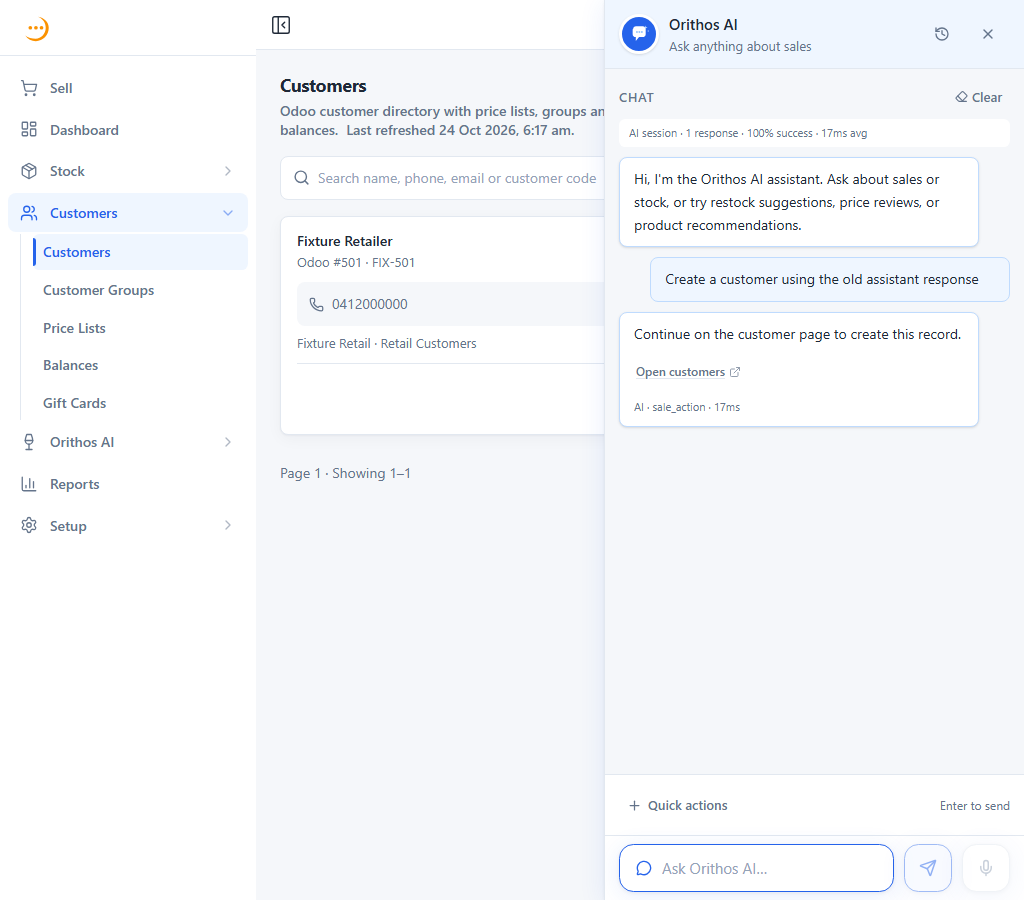 Sell
Dashboard
Stock
Customers
Customers
Customer Groups
Price Lists
Balances
Gift Cards
Orithos AI
Reports
Setup
Customers
Odoo customer directory with price lists, groups an
balances. Last refreshed 24 Oct 2026, 6:17 am.
Search name, phone, email or customer code
Fixture Retailer
Odoo #501 · FIX-501
0412000000
Fixture Retail · Retail Customers
Page 1 · Showing 1–1
Orithos AI
Ask anything about sales
CHAT
Clear
AI session · 1 response · 100% success · 17ms avg
Hi, I'm the Orithos AI assistant. Ask about sales or
stock, or try restock suggestions, price reviews, or
product recommendations.
Create a customer using the old assistant response
Continue on the customer page to create this record.
Open customers
AI · sale_action · 17ms
Quick actions
Enter to send
Ask Orithos AI...